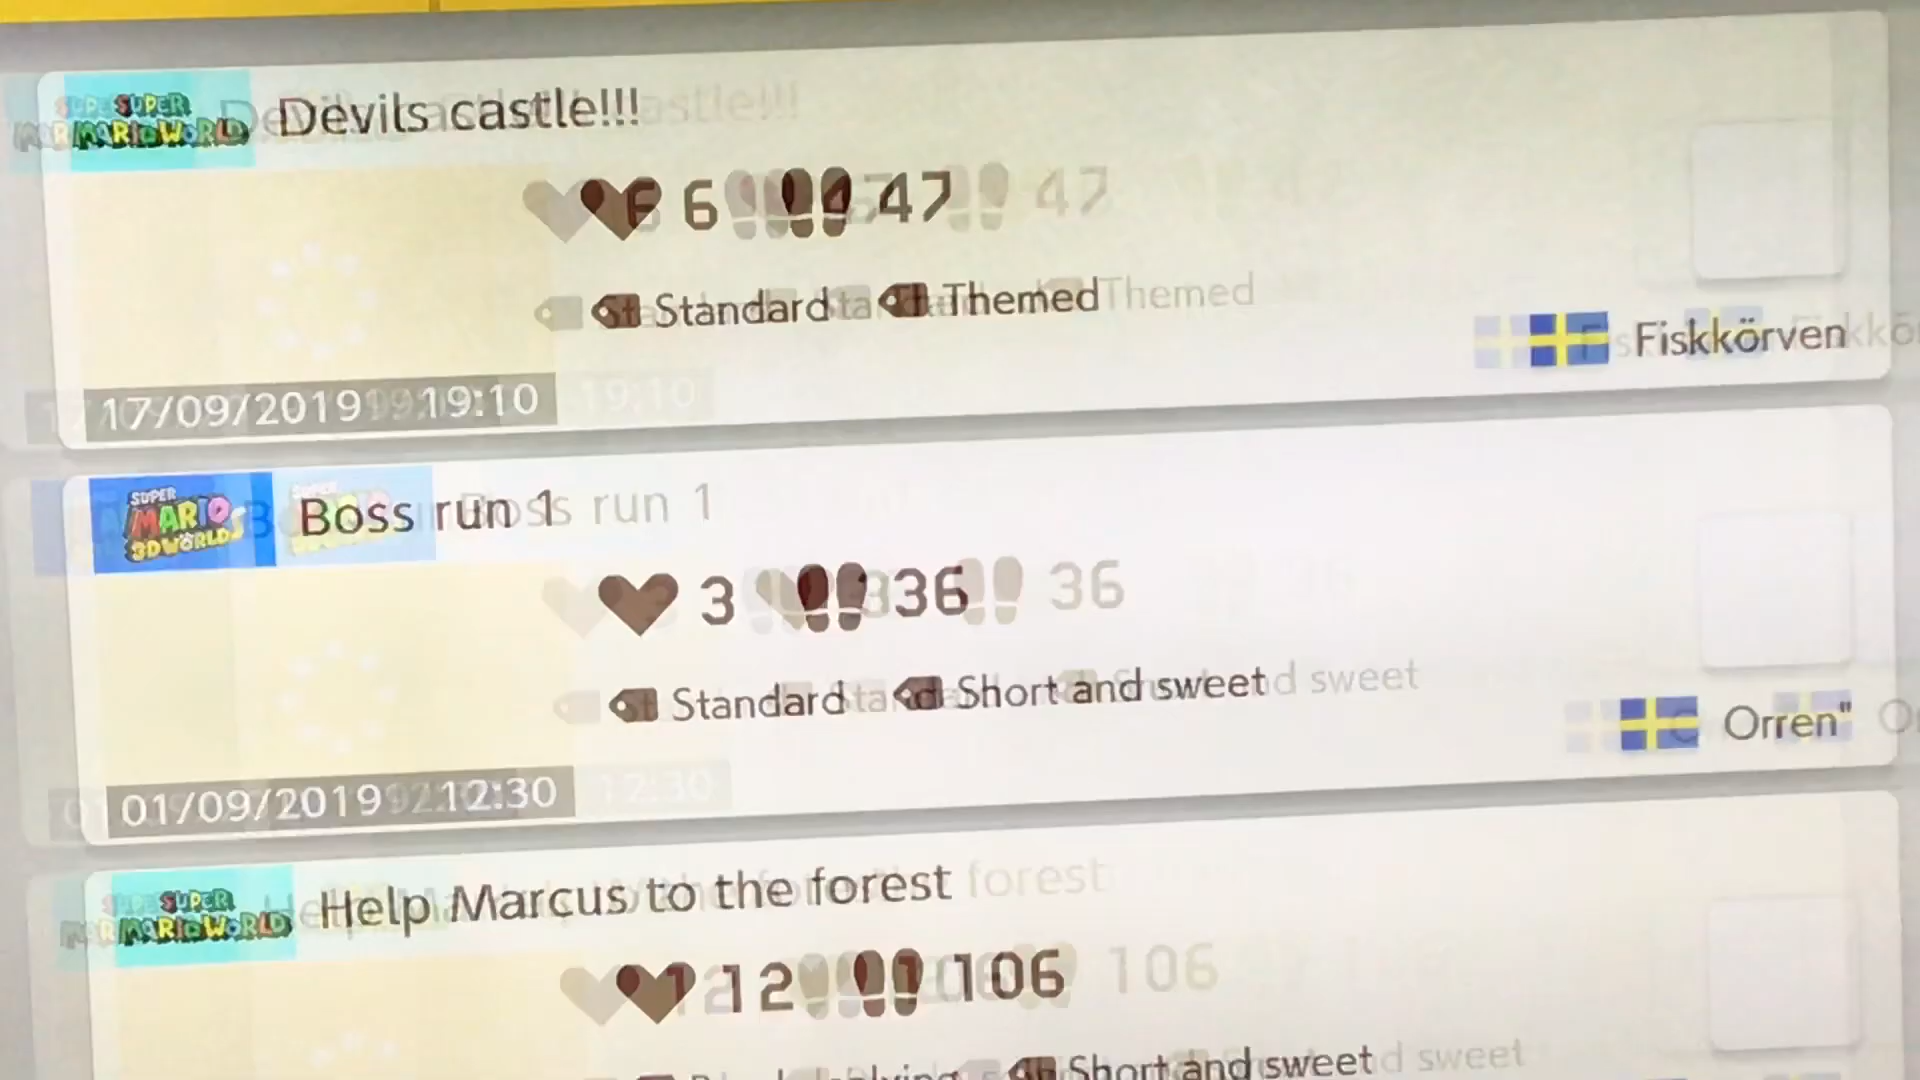 SUPER MARIO WORLD Devils castle!!!
6 47
Standard Themed
Fiskkörven
17/09/2019 19:10
SUPER MARIO 3D WORLD Boss run 1
3 36
Standard Short and sweet
Orren"
01/09/2019 12:30
SUPER MARIO WORLD Help Marcus to the forest
12 106
Short and sweet